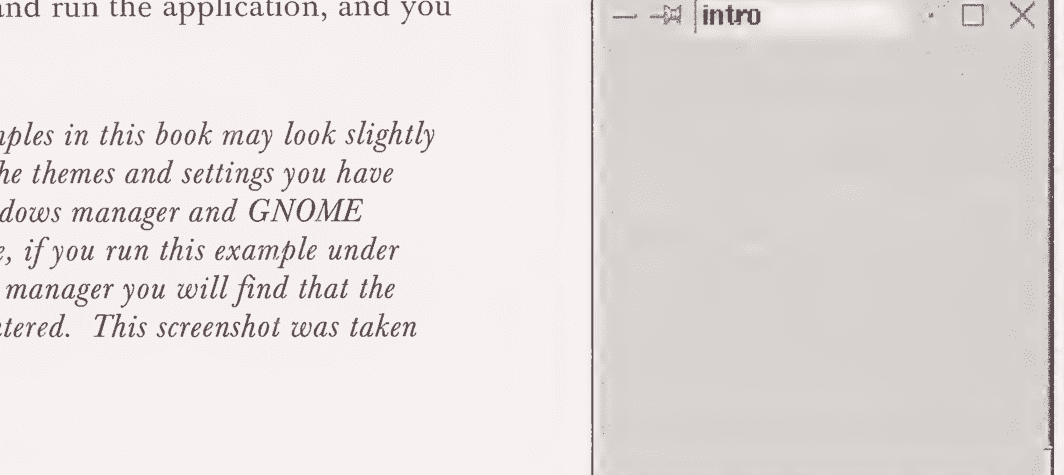 and run the application, and you
intro
ples in this book may look slightly
he themes and settings you have
dows manager and GNOME
e, if you run this example under
manager you will find that the
tered. This screenshot was taken